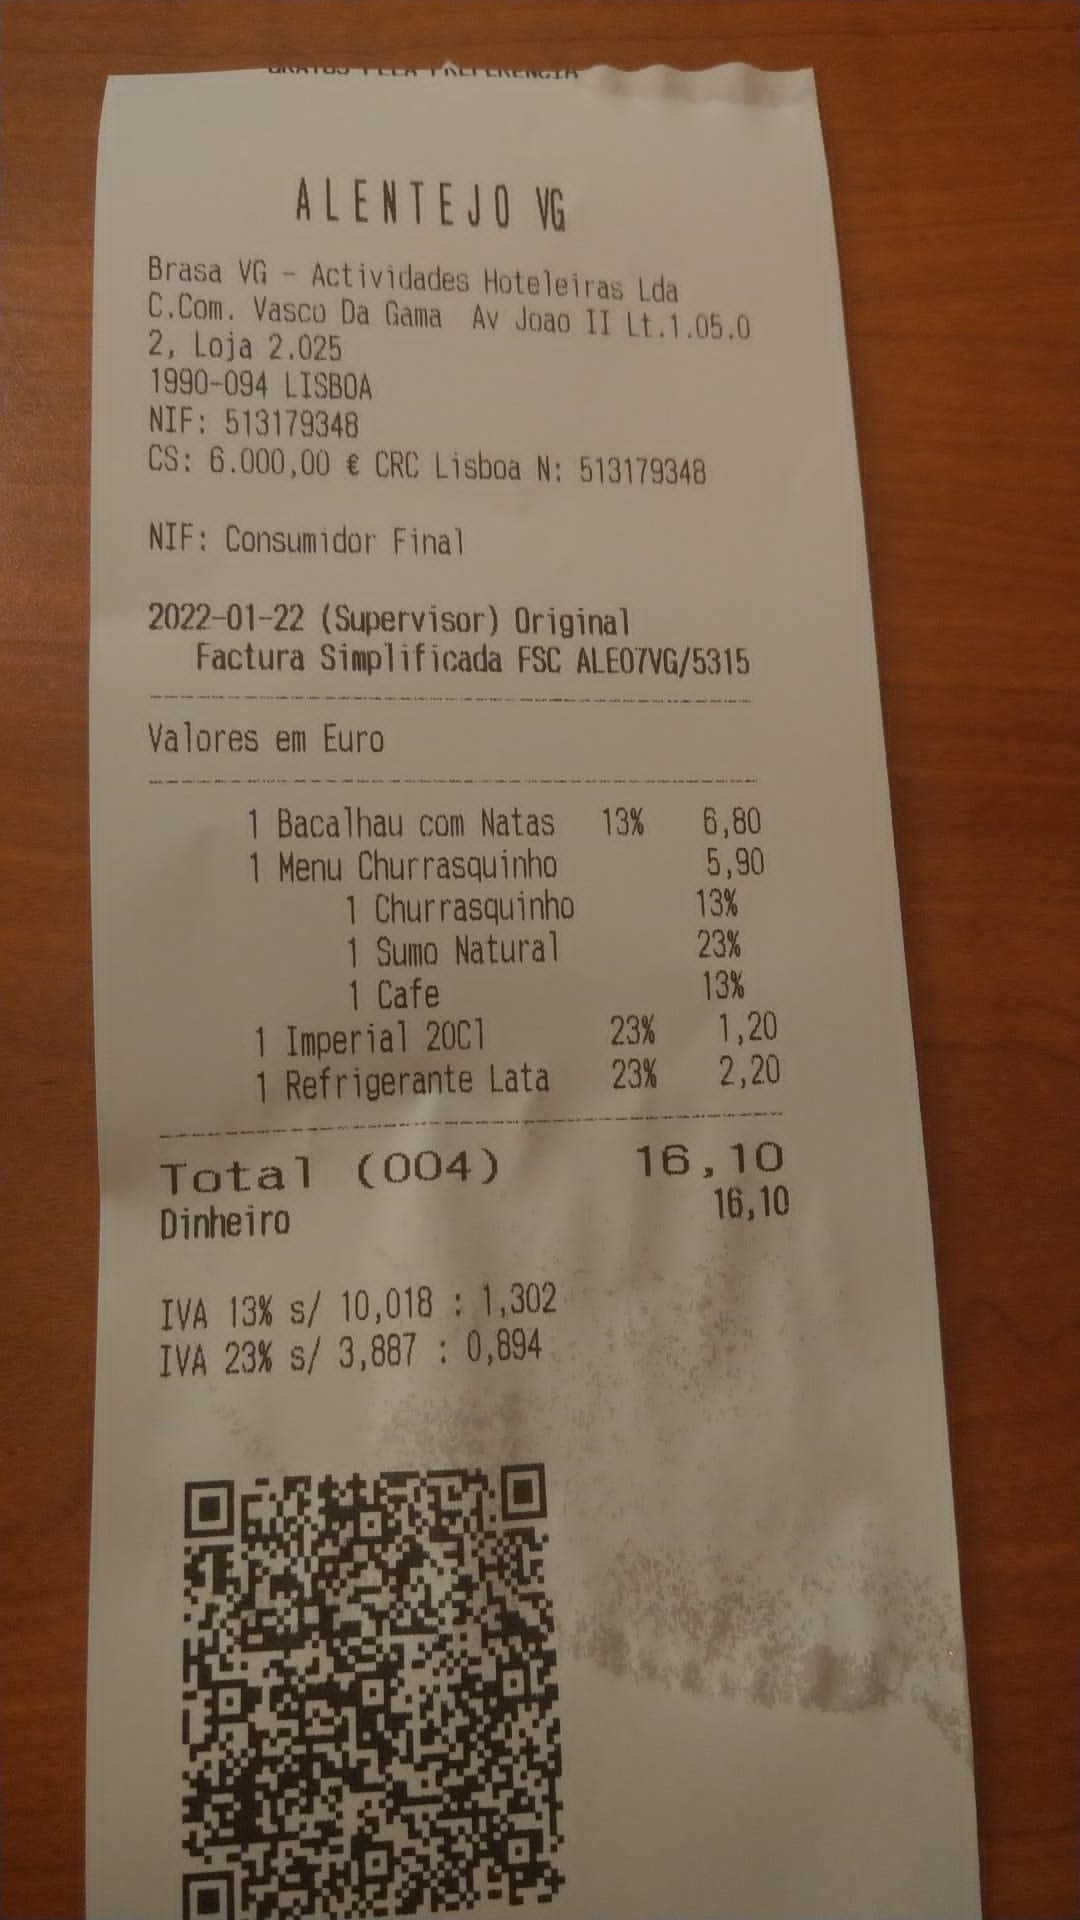 GRATOS PELA PREFERENCIA
ALENTEJO VG
Brasa VG - Actividades Hoteleiras Lda
C.Com. Vasco Da Gama  Av Joao II Lt.1.05.0
2, Loja 2.025
1990-094 LISBOA
NIF: 513179348
CS: 6.000,00 € CRC Lisboa N: 513179348
NIF: Consumidor Final
2022-01-22 (Supervisor) Original
Factura Simplificada FSC ALE07VG/5315
Valores em Euro
1 Bacalhau com Natas 13% 6,80
1 Menu Churrasquinho 5,90
1 Churrasquinho 13%
1 Sumo Natural 23%
1 Cafe 13%
1 Imperial 20Cl 23% 1,20
1 Refrigerante Lata 23% 2,20
Total (004) 16,10
Dinheiro 16,10
IVA 13% s/ 10,018 : 1,302
IVA 23% s/ 3,887 : 0,894